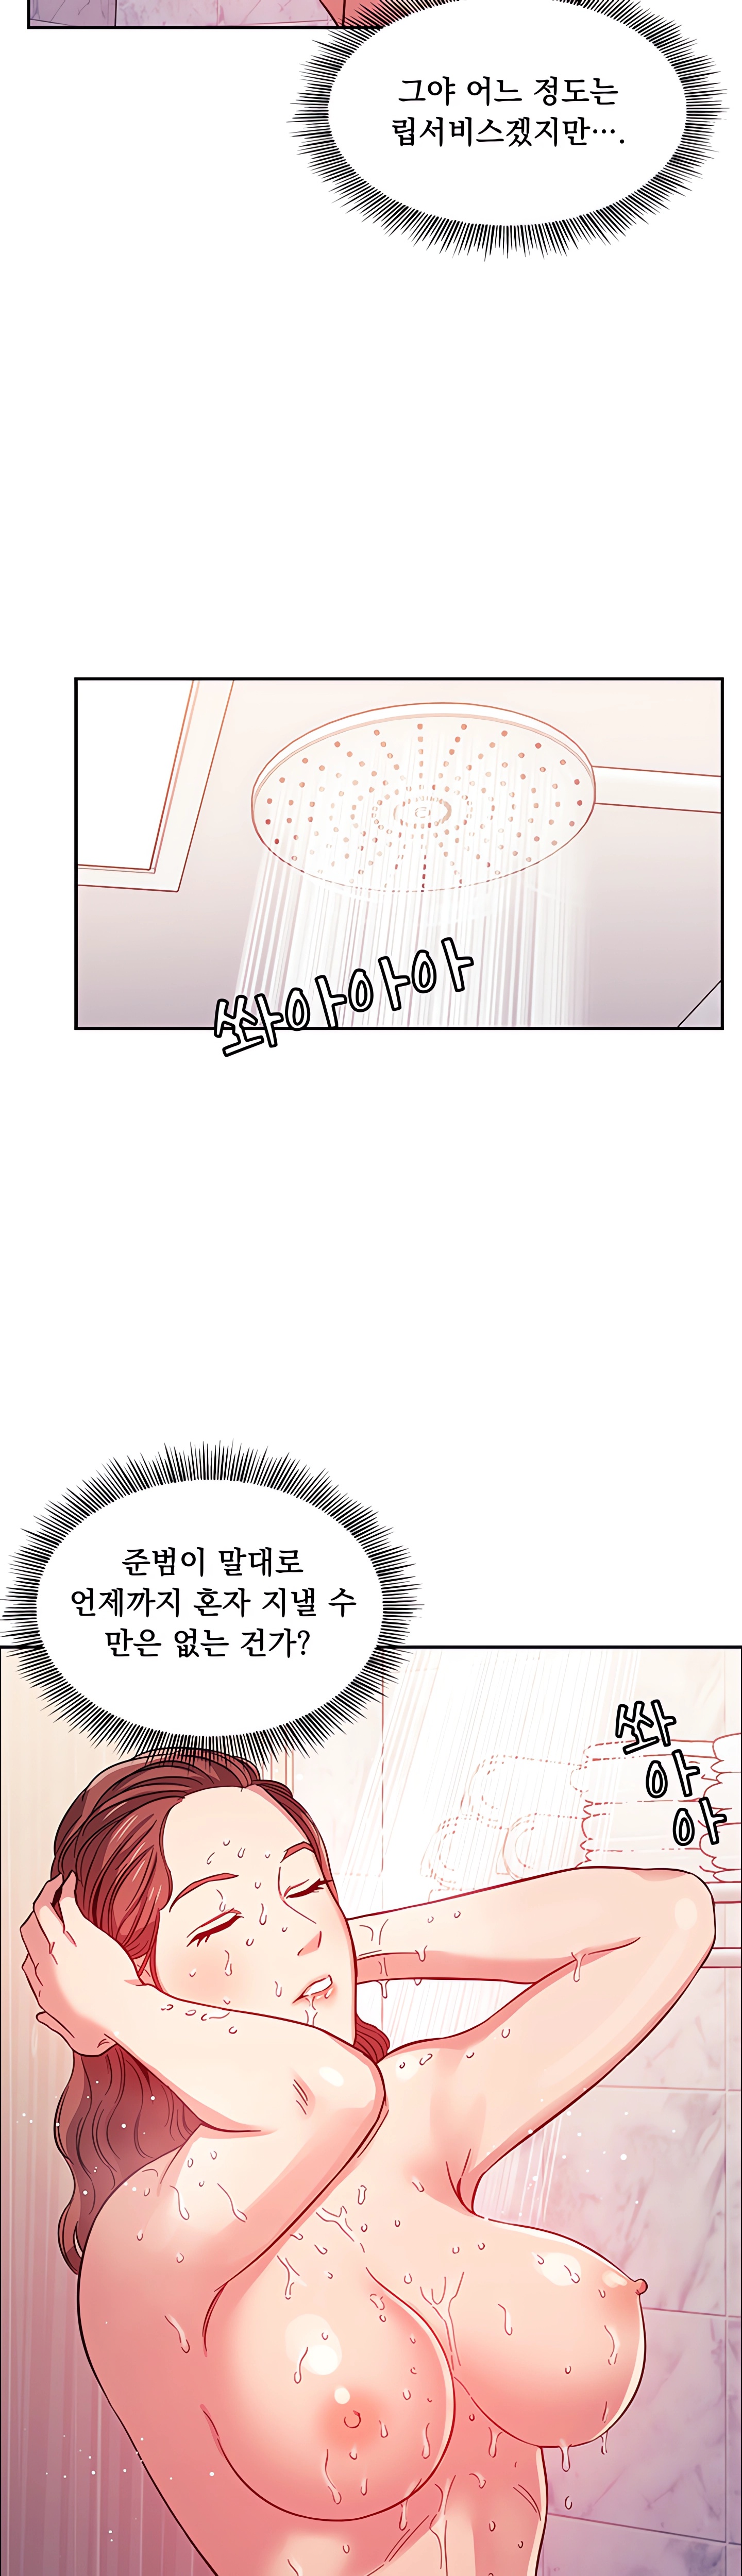 그야 어느 정도는
립서비스겠지만….
쏴아아아
준범이 말대로
언제까지 혼자 지낼 수
만은 없는 건가?
쏴
아
아